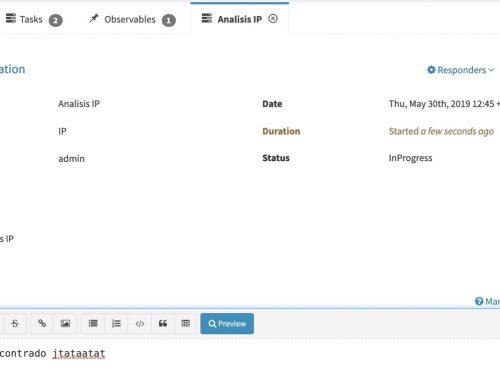 Tasks 2 Observables 1 Analisis IP
ation Responders
Analisis IP Date Thu, May 30th, 2019 12:45 +
IP Duration Started a few seconds ago
admin Status InProgress
s IP
Mar
Preview
contrado jtataatat